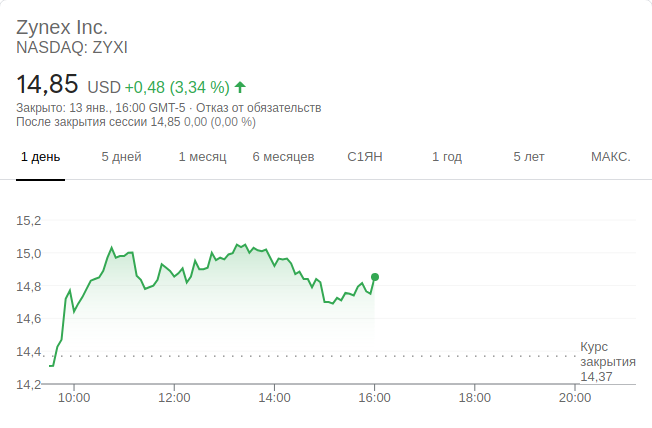 Zynex Inc.
NASDAQ: ZYXI
14,85 USD +0,48 (3,34 %)
Закрыто: 13 янв., 16:00 GMT-5 · Отказ от обязательств
После закрытия сессии 14,85 0,00 (0,00 %)
1 день 5 дней 1 месяц 6 месяцев С1ЯН 1 год 5 лет МАКС.
15,2
15,0
14,8
14,6
14,4
14,2
Курс
закрытия
14,37
10:00 12:00 14:00 16:00 18:00 20:00